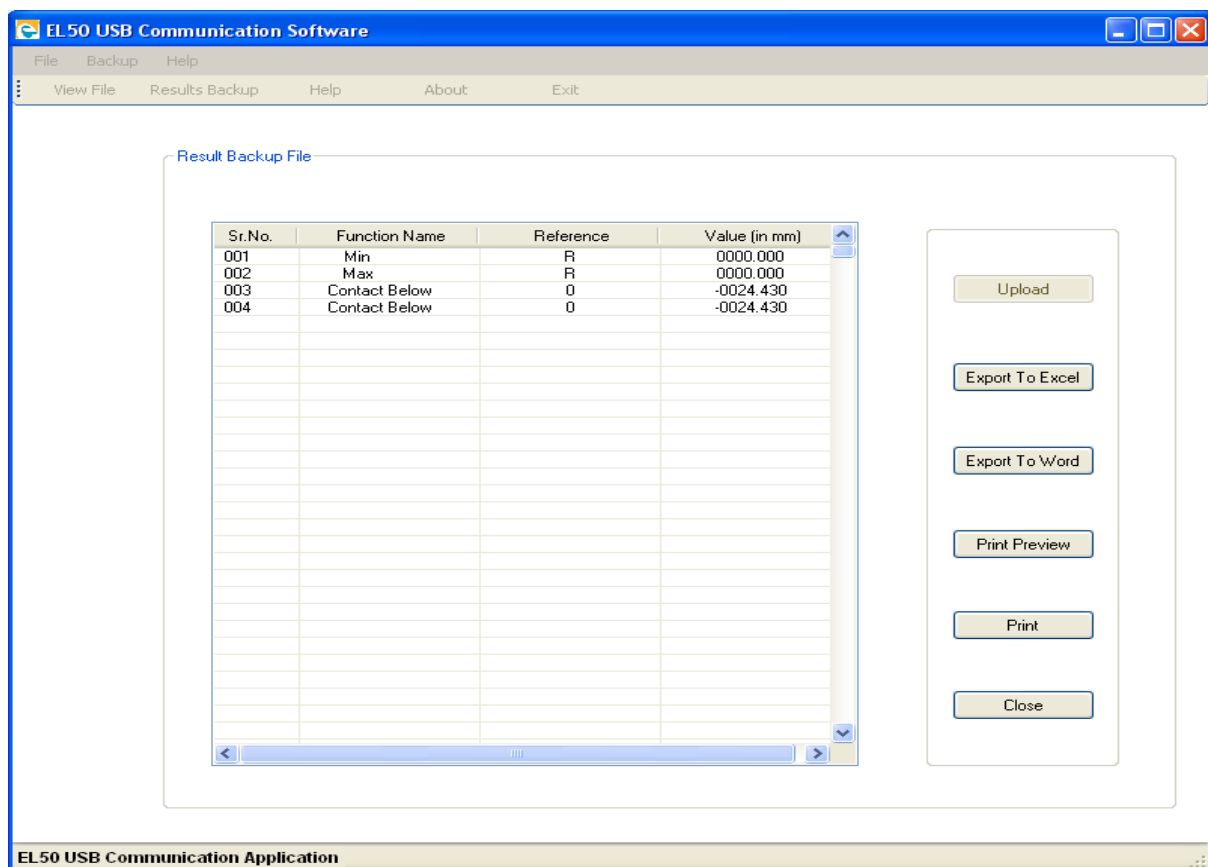 EL50 USB Communication Software
File Backup Help
View File Results Backup Help About Exit
Result Backup File
Sr.No. Function Name Reference Value (in mm)
001 Min R 0000.000
002 Max R 0000.000
003 Contact Below 0 -0024.430
004 Contact Below 0 -0024.430
Upload
Export To Excel
Export To Word
Print Preview
Print
Close
EL50 USB Communication Application